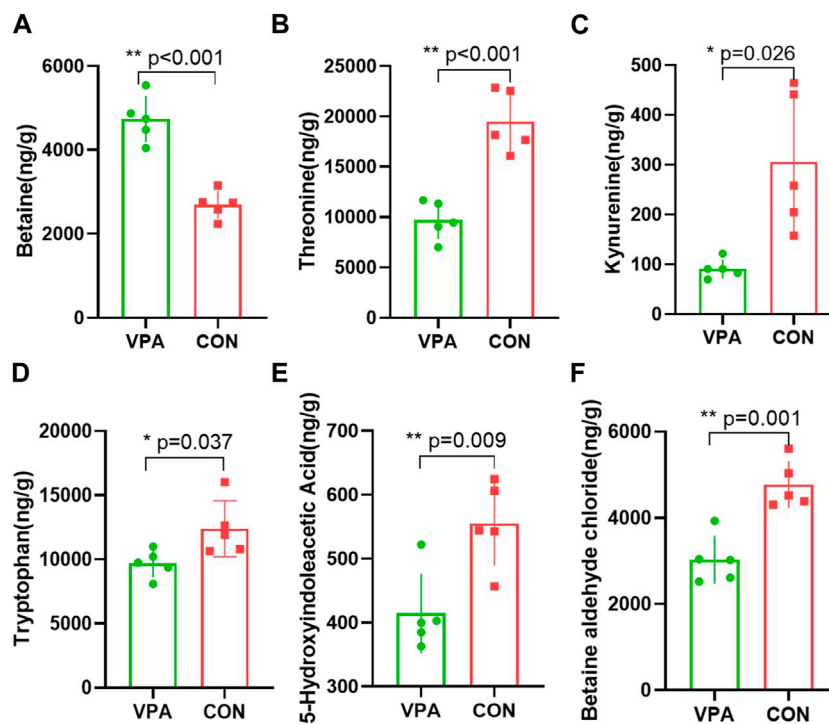 A
Betaine(ng/g)
** p<0.001
6000
4000
2000
0
VPA
CON
B
Threonine(ng/g)
** p<0.001
25000
20000
15000
10000
5000
0
VPA
CON
C
Kynurenine(ng/g)
* p=0.026
500
400
300
200
100
0
VPA
CON
D
Tryptophan(ng/g)
* p=0.037
20000
15000
10000
5000
0
VPA
CON
E
5-Hydroxyindoleacetic Acid(ng/g)
** p=0.009
700
600
500
400
300
VPA
CON
F
Betaine aldehyde chloride(ng/g)
** p=0.001
6000
4000
2000
0
VPA
CON